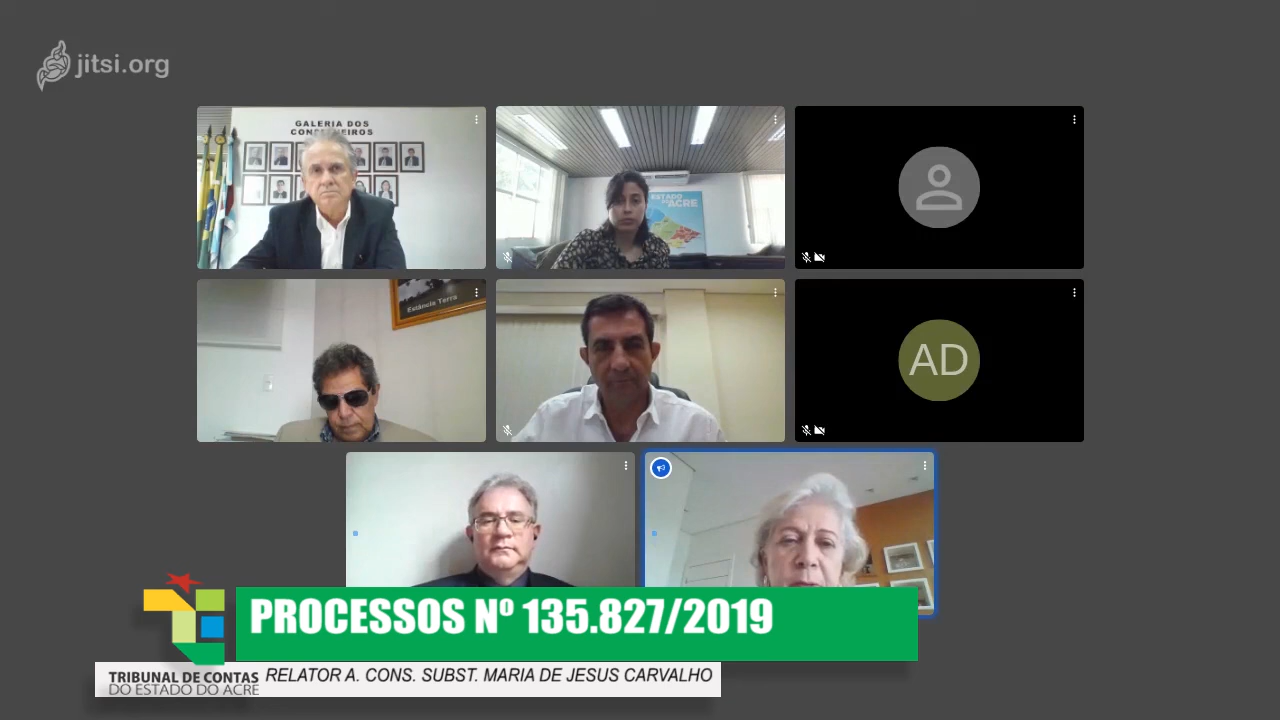 jitsi.org
GALERIA DOS
CONSELHEIROS
ESTADO
DO ACRE
Estância Terra
AD
PROCESSOS Nº 135.827/2019
TRIBUNAL DE CONTAS
DO ESTADO DO ACRE
RELATOR A. CONS. SUBST. MARIA DE JESUS CARVALHO